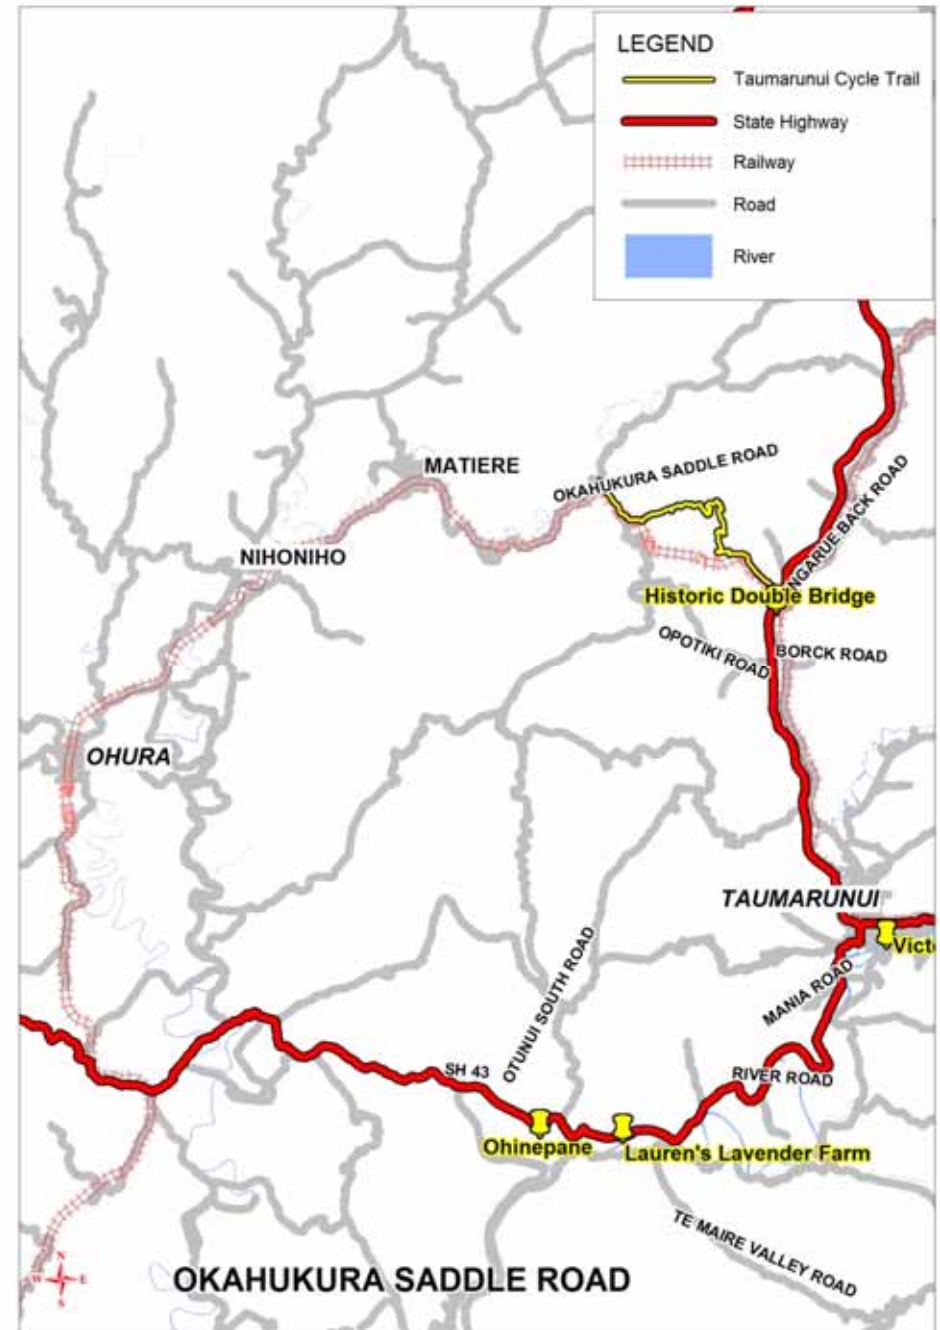 LEGEND
Taumarunui Cycle Trail
State Highway
Railway
Road
River
OKAHUKURA SADDLE ROAD
MATIERE
NGARUE BACK ROAD
NIHONIHO
Historic Double Bridge
OPOTIKI ROAD
BORCK ROAD
OHURA
TAUMARUNUI
Victo
MANIA ROAD
OTUNUI SOUTH ROAD
SH 43
RIVER ROAD
Ohinepane
Lauren's Lavender Farm
TE MAIRE VALLEY ROAD
N
W E
S
OKAHUKURA SADDLE ROAD